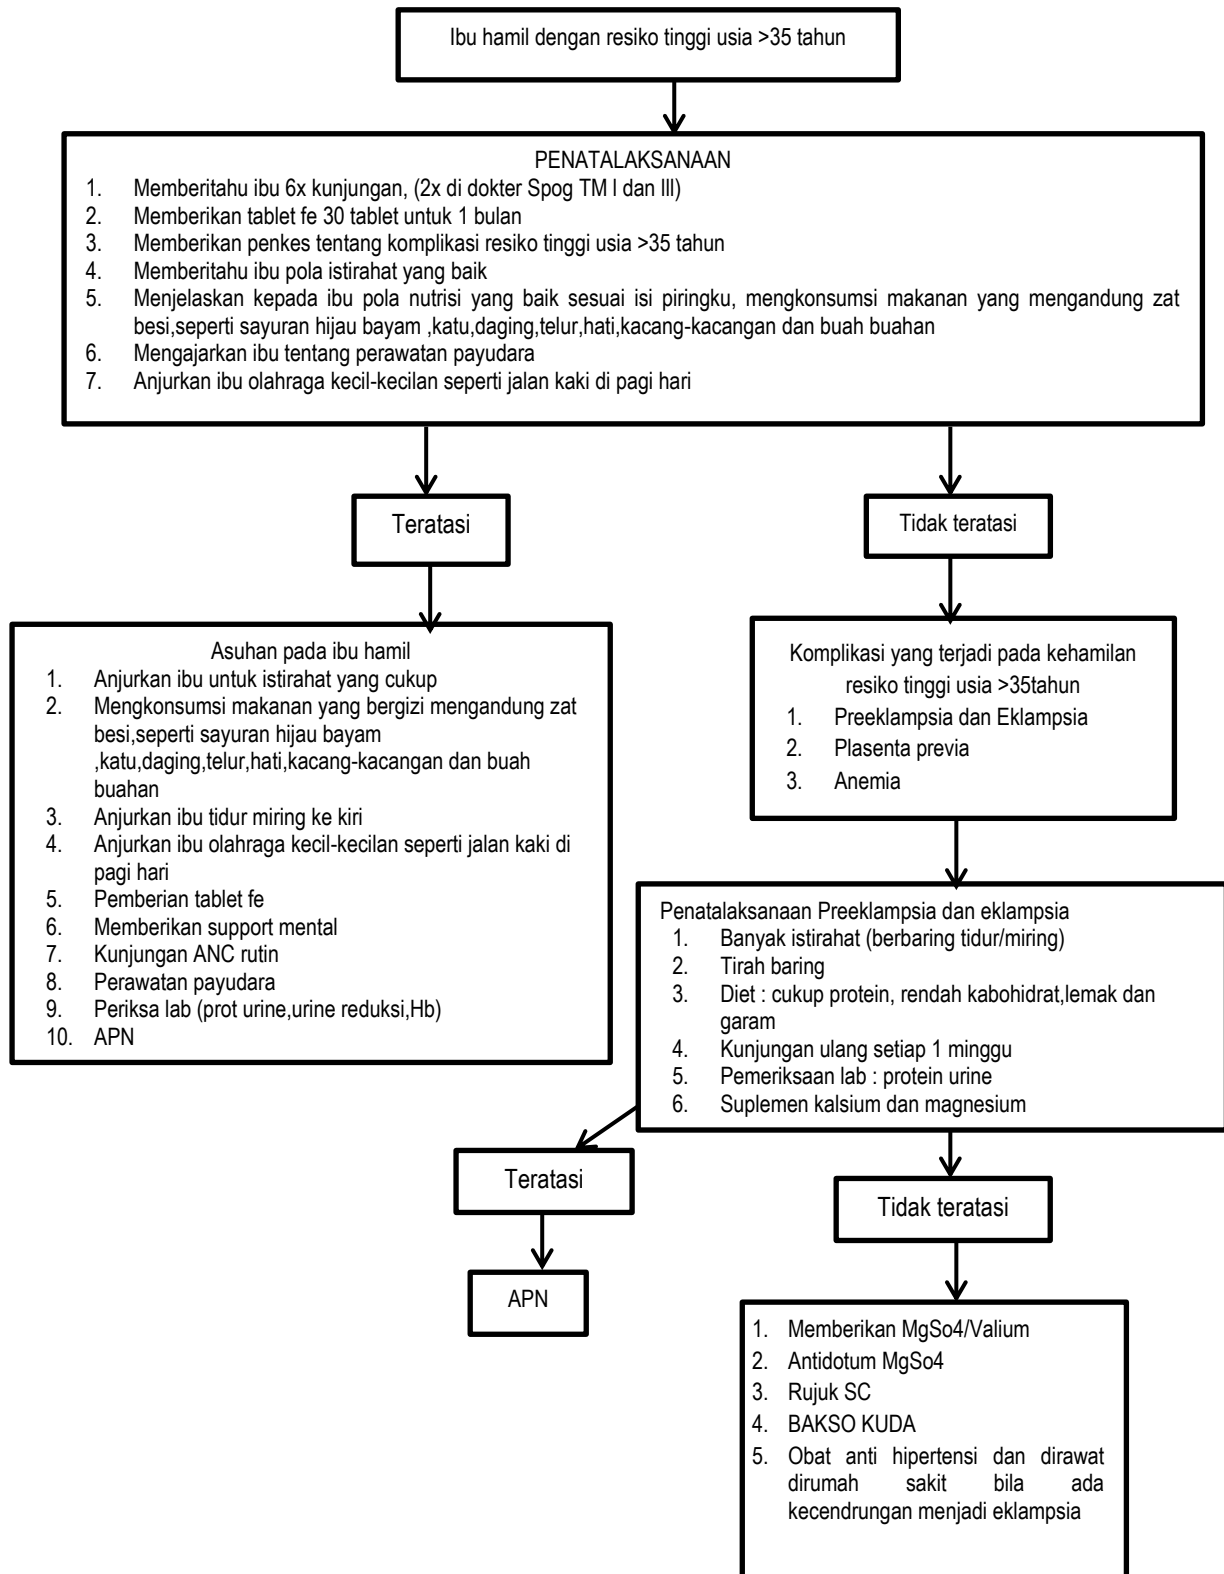 Ibu hamil dengan resiko tinggi usia >35 tahun
PENATALAKSANAAN
1. Memberitahu ibu 6x kunjungan, (2x di dokter Spog TM I dan III)
2. Memberikan tablet fe 30 tablet untuk 1 bulan
3. Memberikan penkes tentang komplikasi resiko tinggi usia >35 tahun
4. Memberitahu ibu pola istirahat yang baik
5. Menjelaskan kepada ibu pola nutrisi yang baik sesuai isi piringku, mengkonsumsi makanan yang mengandung zat
besi,seperti sayuran hijau bayam ,katu,daging,telur,hati,kacang-kacangan dan buah buahan
6. Mengajarkan ibu tentang perawatan payudara
7. Anjurkan ibu olahraga kecil-kecilan seperti jalan kaki di pagi hari
Teratasi
Tidak teratasi
Asuhan pada ibu hamil
1. Anjurkan ibu untuk istirahat yang cukup
2. Mengkonsumsi makanan yang bergizi mengandung zat
besi,seperti sayuran hijau bayam
,katu,daging,telur,hati,kacang-kacangan dan buah
buahan
3. Anjurkan ibu tidur miring ke kiri
4. Anjurkan ibu olahraga kecil-kecilan seperti jalan kaki di
pagi hari
5. Pemberian tablet fe
6. Memberikan support mental
7. Kunjungan ANC rutin
8. Perawatan payudara
9. Periksa lab (prot urine,urine reduksi,Hb)
10. APN
Komplikasi yang terjadi pada kehamilan
resiko tinggi usia >35tahun
1. Preeklampsia dan Eklampsia
2. Plasenta previa
3. Anemia
Penatalaksanaan Preeklampsia dan eklampsia
1. Banyak istirahat (berbaring tidur/miring)
2. Tirah baring
3. Diet : cukup protein, rendah kabohidrat,lemak dan
garam
4. Kunjungan ulang setiap 1 minggu
5. Pemeriksaan lab : protein urine
6. Suplemen kalsium dan magnesium
Teratasi
Tidak teratasi
APN
1. Memberikan MgSo4/Valium
2. Antidotum MgSo4
3. Rujuk SC
4. BAKSO KUDA
5. Obat anti hipertensi dan dirawat
dirumah sakit bila ada
kecendrungan menjadi eklampsia